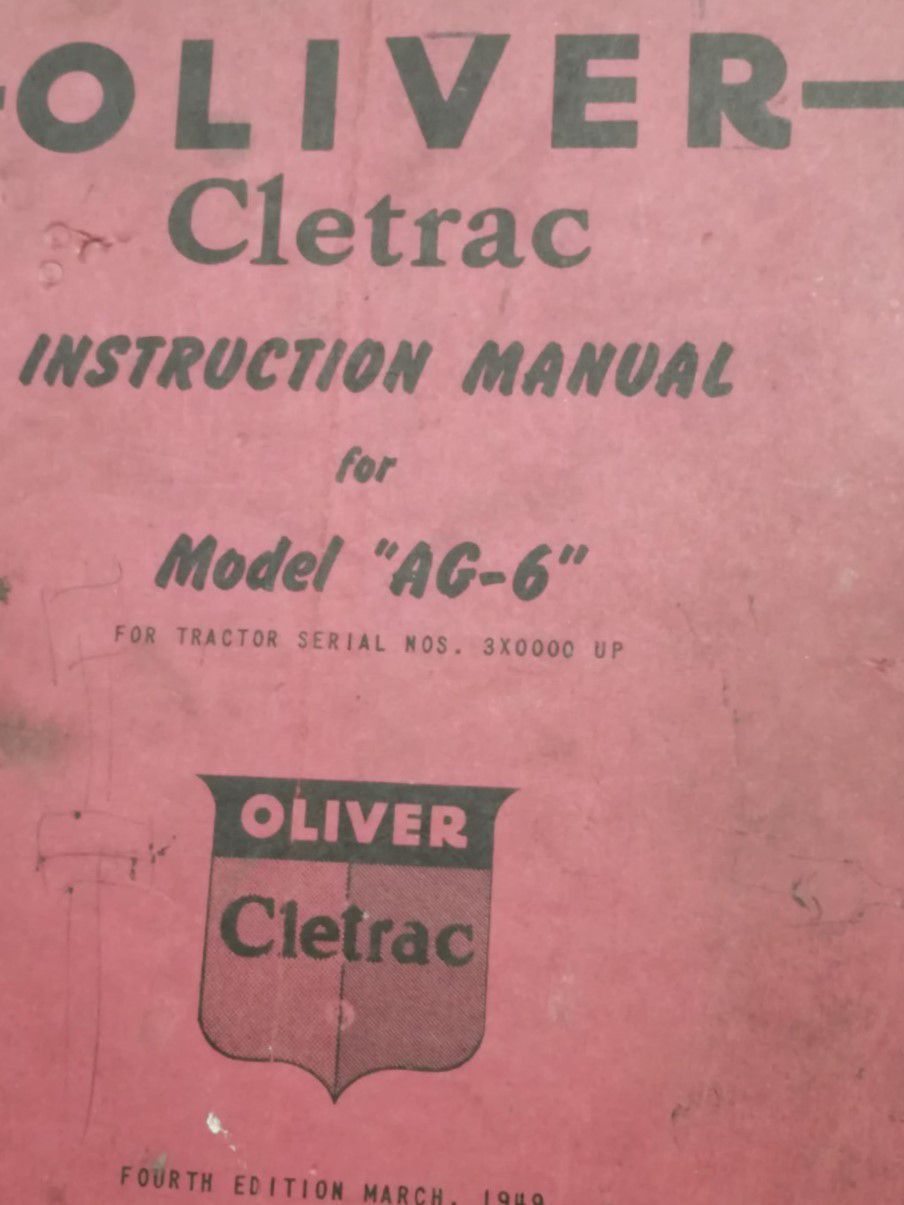 OLIVER
Cletrac
INSTRUCTION MANUAL
for
Model "AG-6"
FOR TRACTOR SERIAL NOS. 3X0000 UP
OLIVER
Cletrac
FOURTH EDITION MARCH, 1949